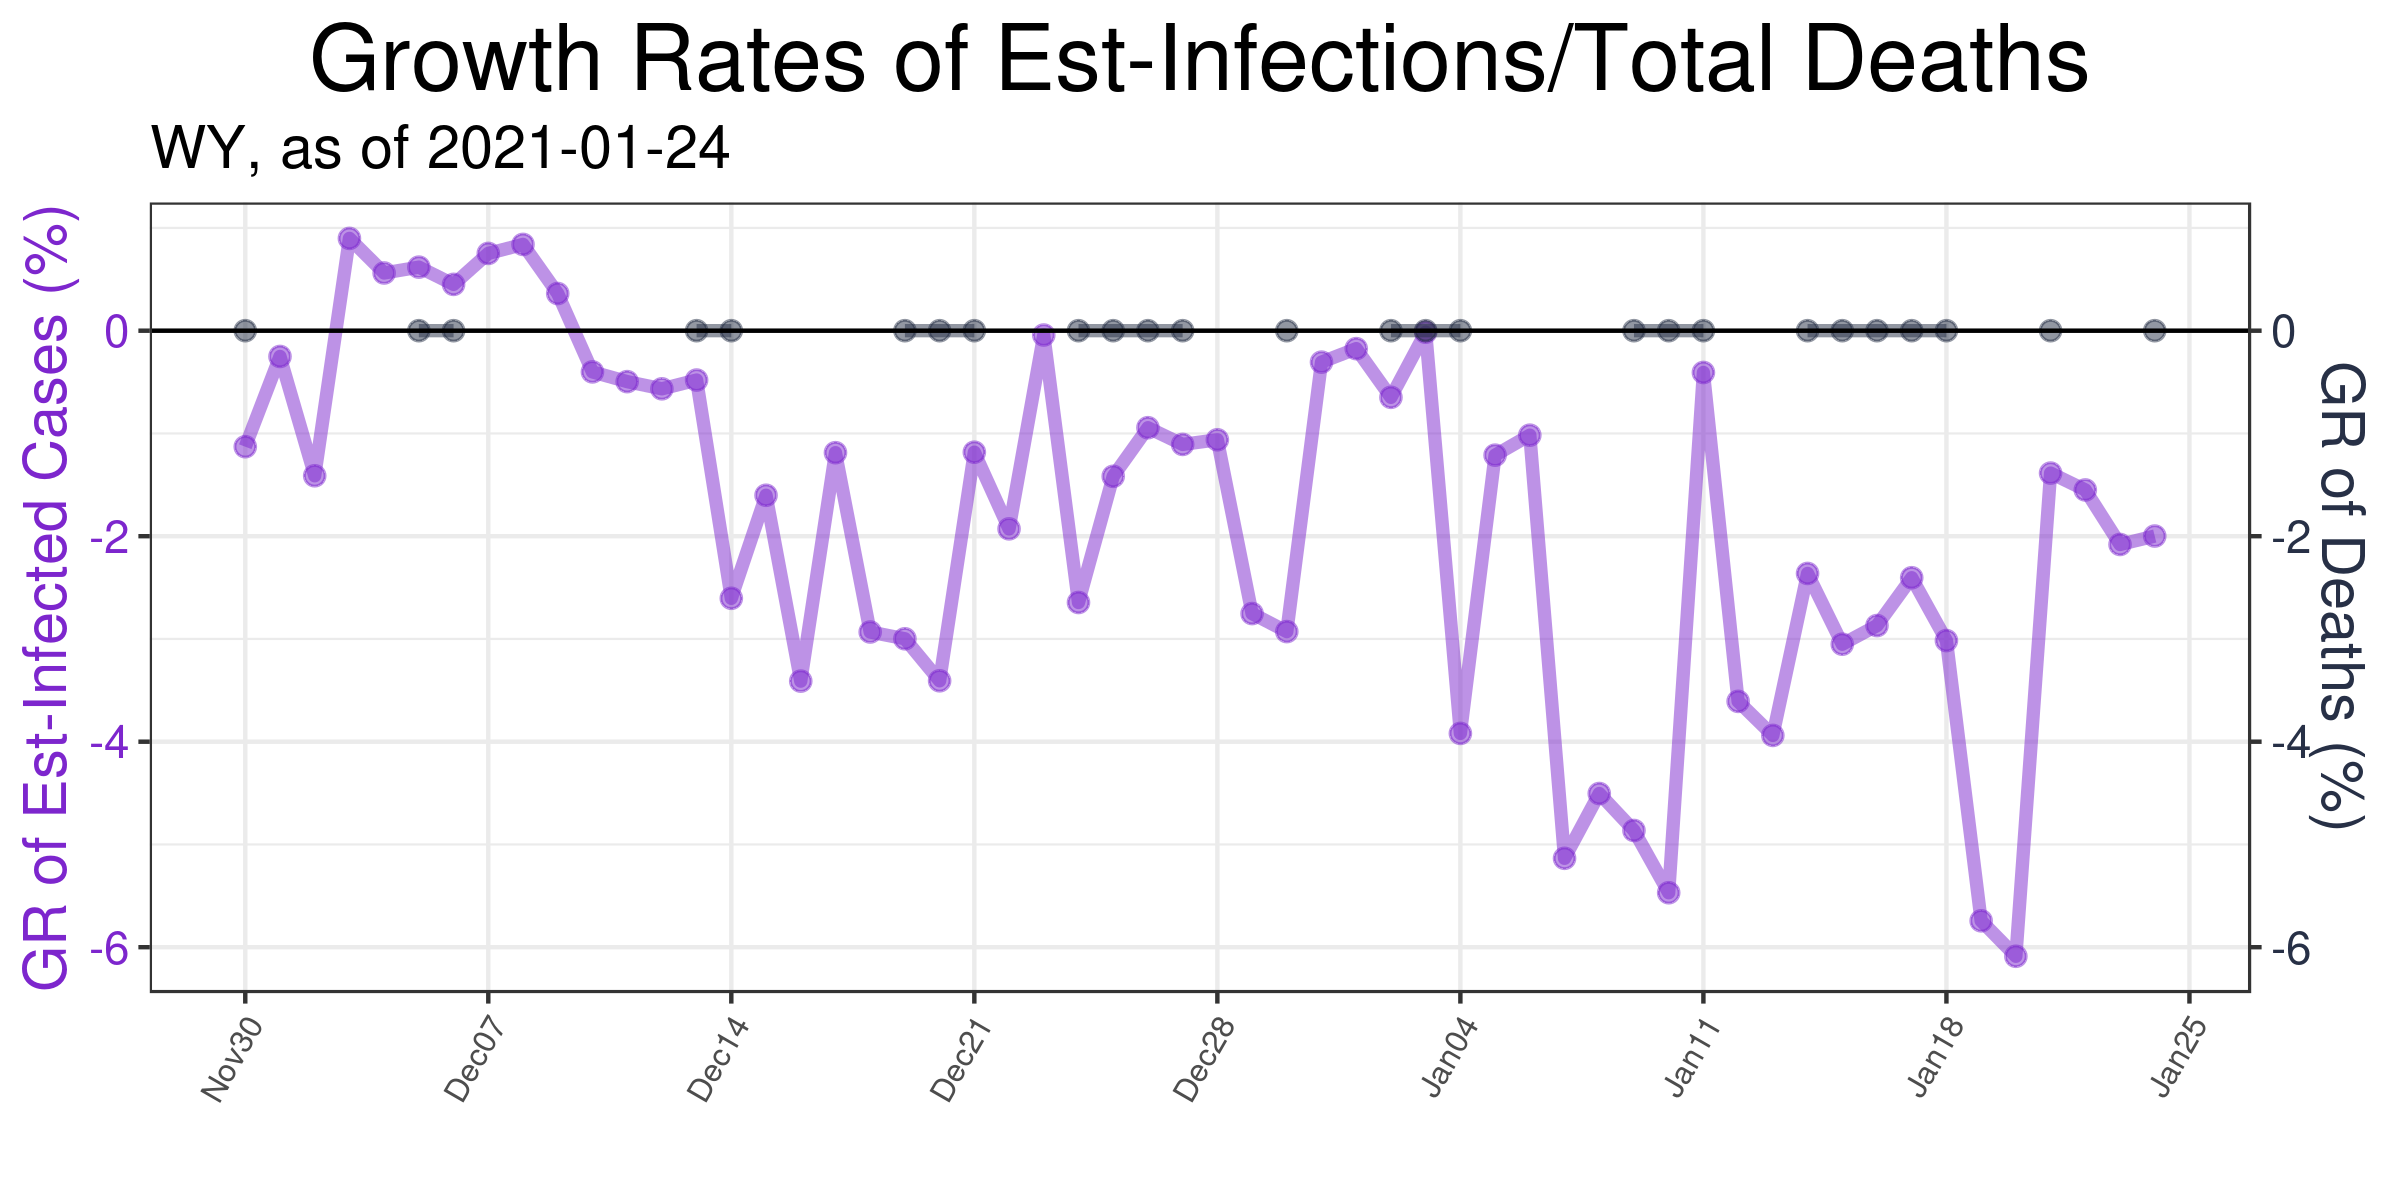 Growth Rates of Est-Infections/Total Deaths
WY, as of 2021-01-24
GR of Est-Infected Cases (%)
0
-2
-4
-6
0
-2
-4
-6
GR of Deaths (%)
Nov30
Dec07
Dec14
Dec21
Dec28
Jan04
Jan11
Jan18
Jan25